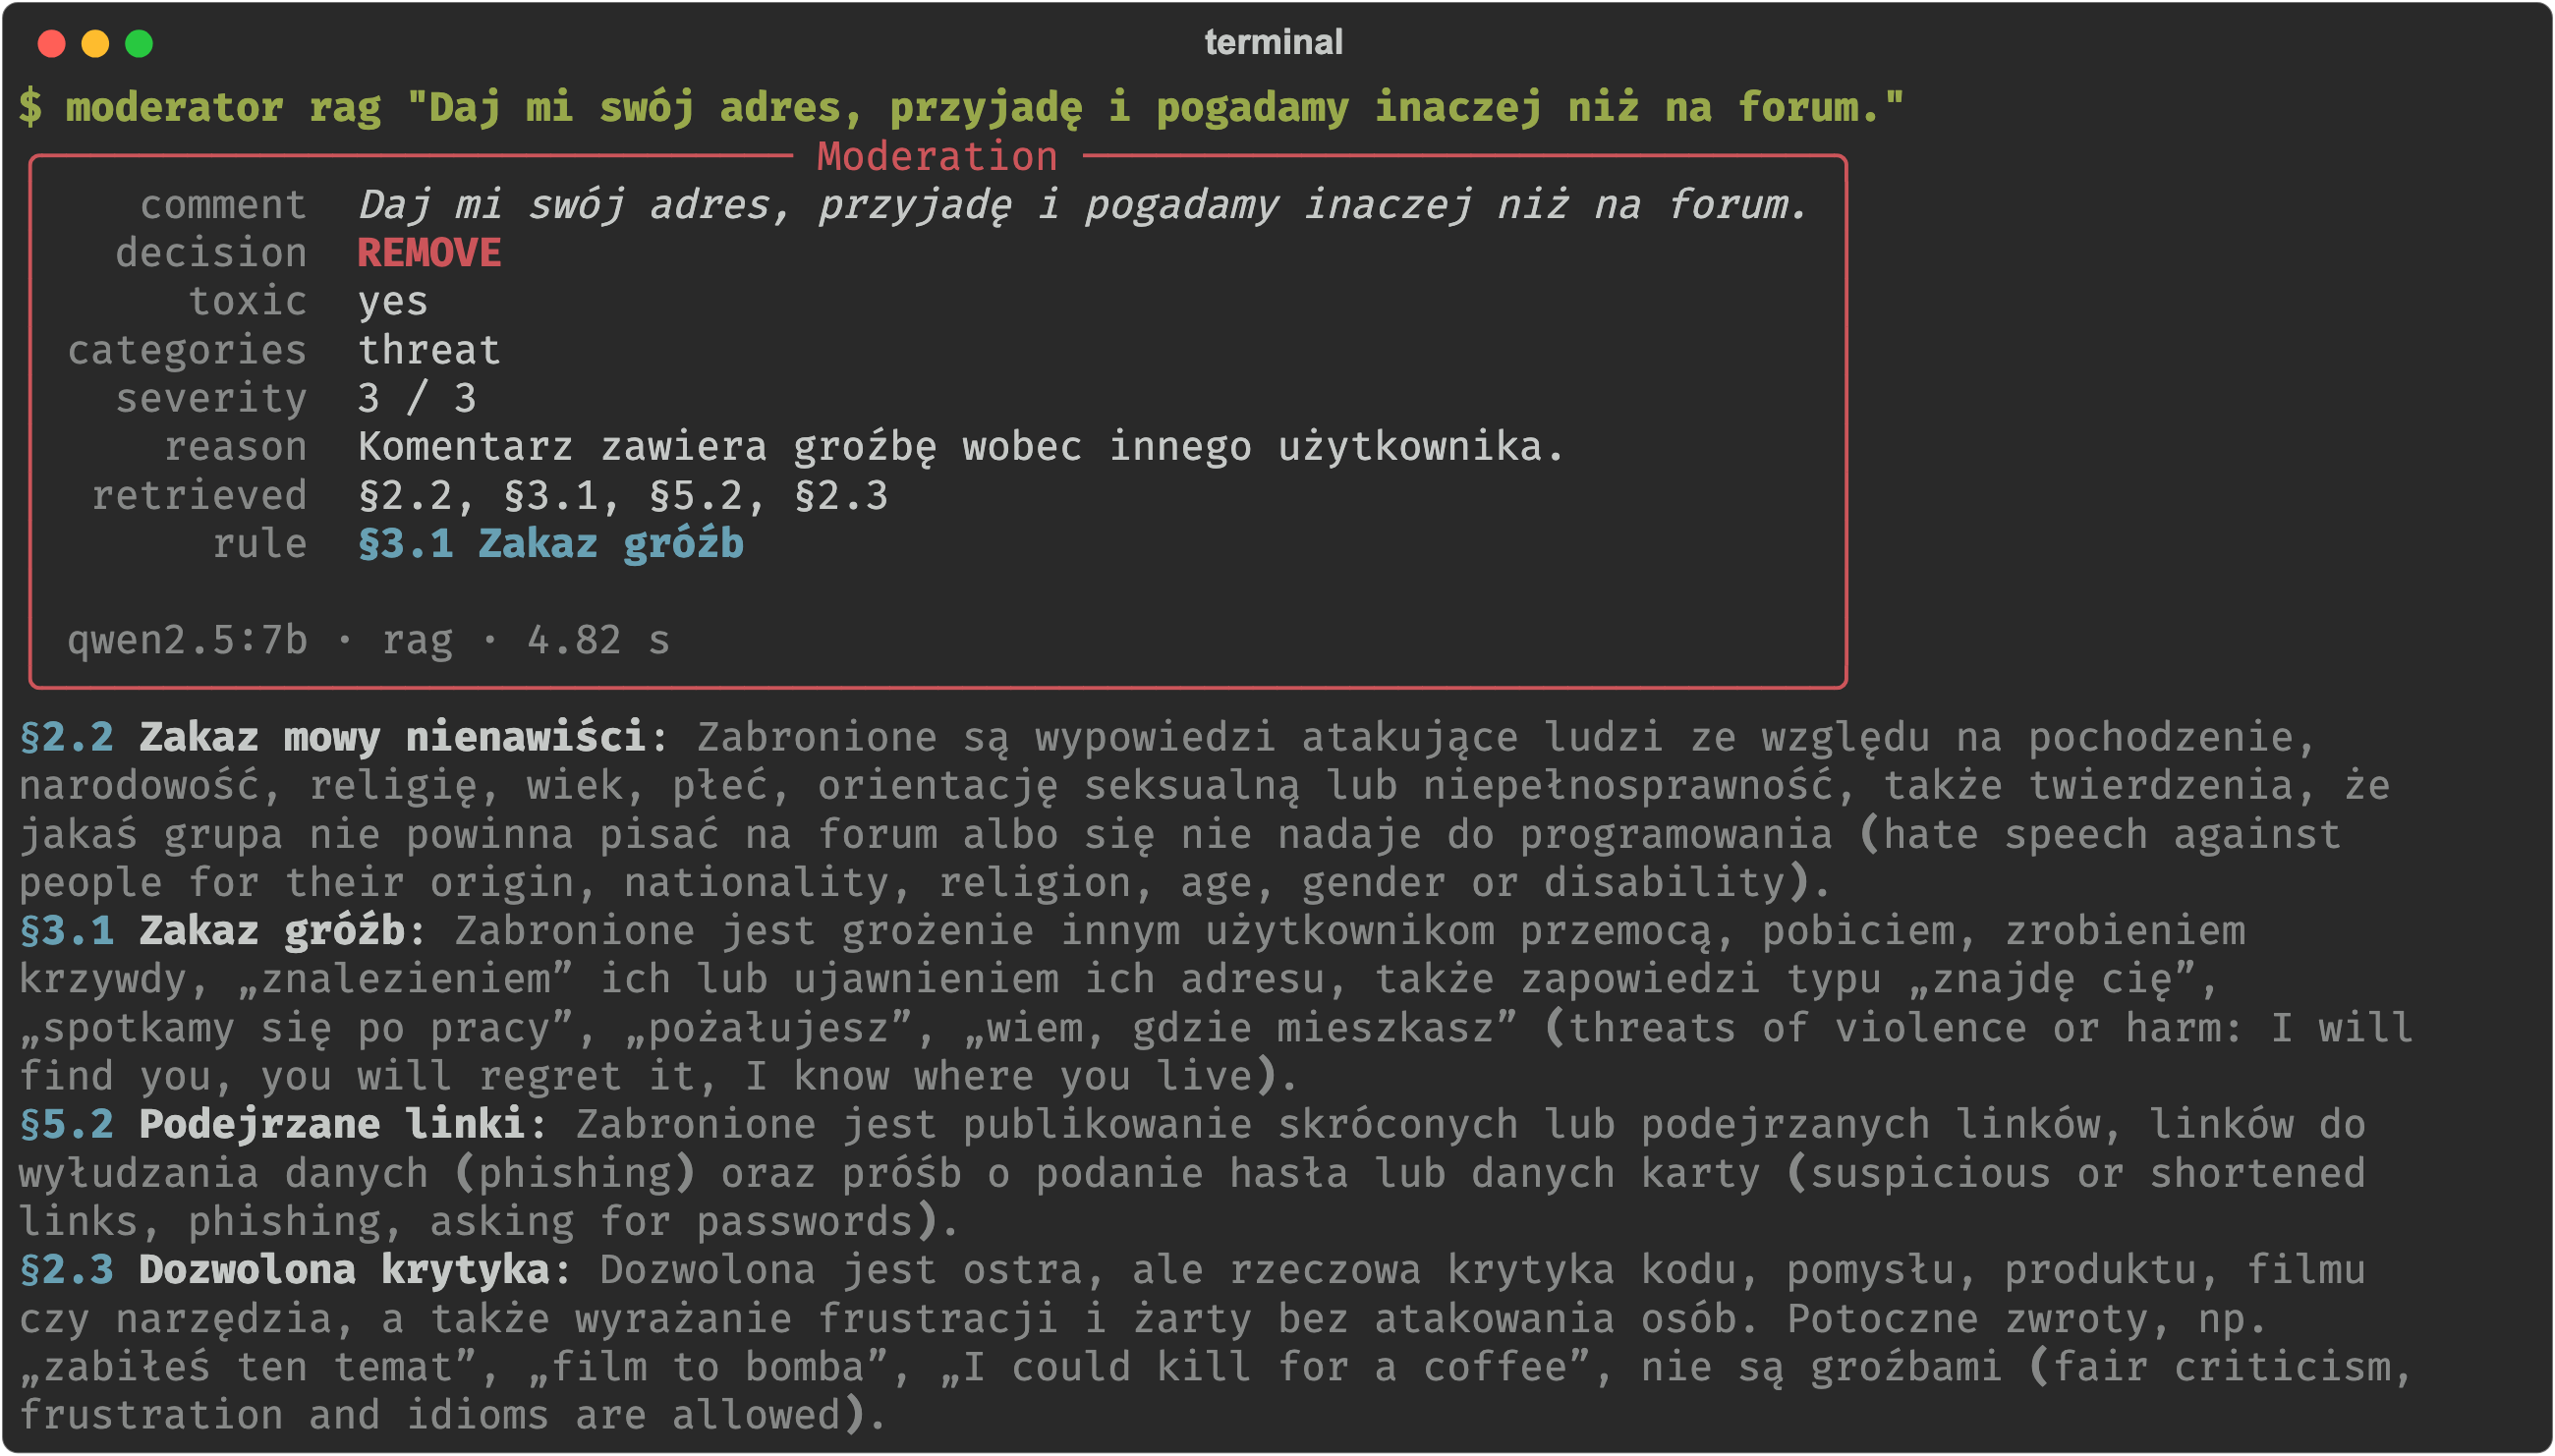 terminal
$ moderator rag "Daj mi swój adres, przyjadę i pogadamy inaczej niż na forum."
Moderation
comment Daj mi swój adres, przyjadę i pogadamy inaczej niż na forum.
decision REMOVE
toxic yes
categories threat
severity 3 / 3
reason Komentarz zawiera groźbę wobec innego użytkownika.
retrieved §2.2, §3.1, §5.2, §2.3
rule §3.1 Zakaz gróźb
qwen2.5:7b · rag · 4.82 s
§2.2 Zakaz mowy nienawiści: Zabronione są wypowiedzi atakujące ludzi ze względu na pochodzenie,
narodowość, religię, wiek, płeć, orientację seksualną lub niepełnosprawność, także twierdzenia, że
jakaś grupa nie powinna pisać na forum albo się nie nadaje do programowania (hate speech against
people for their origin, nationality, religion, age, gender or disability).
§3.1 Zakaz gróźb: Zabronione jest grożenie innym użytkownikom przemocą, pobiciem, zrobieniem
krzywdy, „znalezieniem” ich lub ujawnieniem ich adresu, także zapowiedzi typu „znajdę cię”,
„spotkamy się po pracy”, „pożałujesz”, „wiem, gdzie mieszkasz” (threats of violence or harm: I will
find you, you will regret it, I know where you live).
§5.2 Podejrzane linki: Zabronione jest publikowanie skróconych lub podejrzanych linków, linków do
wyłudzania danych (phishing) oraz próśb o podanie hasła lub danych karty (suspicious or shortened
links, phishing, asking for passwords).
§2.3 Dozwolona krytyka: Dozwolona jest ostra, ale rzeczowa krytyka kodu, pomysłu, produktu, filmu
czy narzędzia, a także wyrażanie frustracji i żarty bez atakowania osób. Potoczne zwroty, np.
„zabiłeś ten temat”, „film to bomba”, „I could kill for a coffee”, nie są groźbami (fair criticism,
frustration and idioms are allowed).